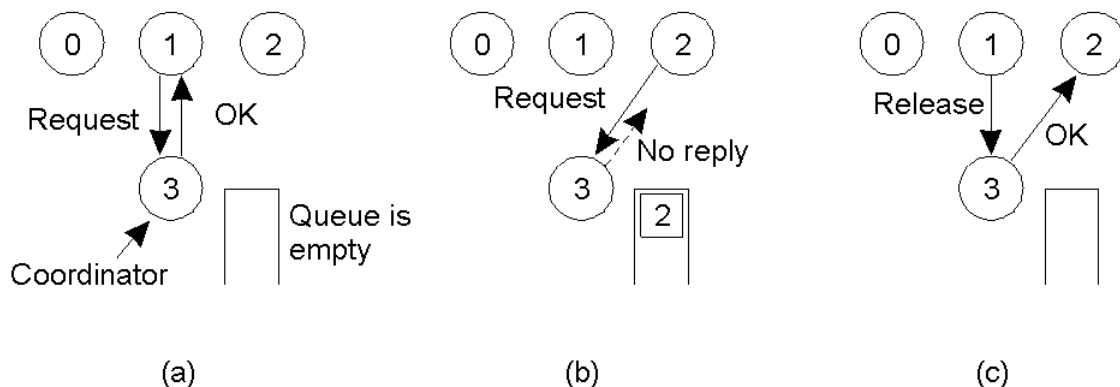 0 1 2
Request
OK
3
Queue is
empty
Coordinator
(a)
0 1 2
Request
No reply
3
2
(b)
0 1 2
Release
OK
3
(c)